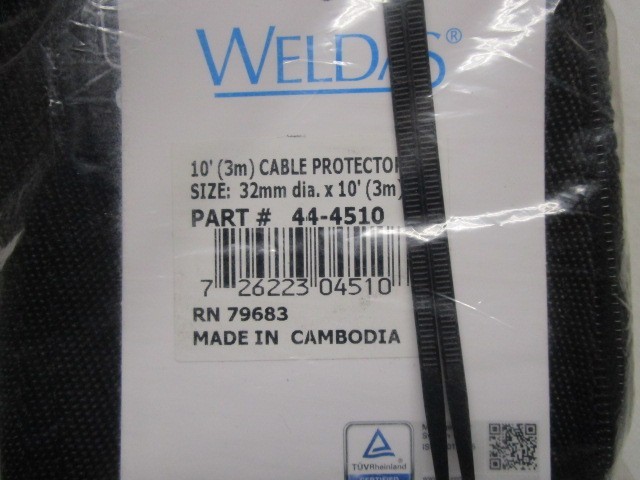 WELDAS®
10' (3m) CABLE PROTECTOR
SIZE: 32mm dia. x 10' (3m)
PART # 44-4510
7 26223 04510
RN 79683
MADE IN CAMBODIA
TÜVRheinland